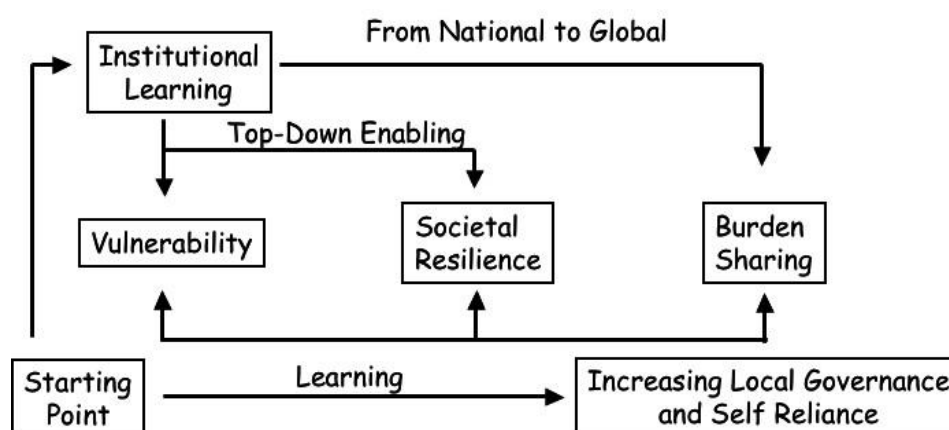 From National to Global
Institutional
Learning
Top-Down Enabling
Vulnerability
Societal
Resilience
Burden
Sharing
Starting
Point
Learning
Increasing Local Governance
and Self Reliance